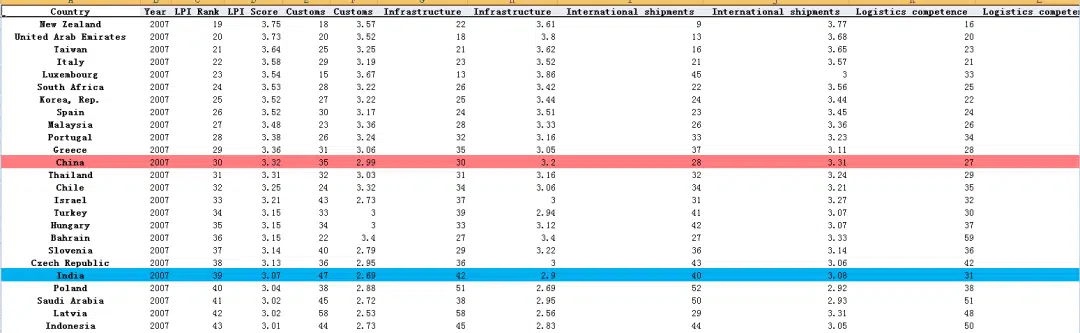 Country Year LPI Rank LPI Score Customs Customs Infrastructure Infrastructure International shipments International shipments Logistics competence Logistics compete
New Zealand 2007 19 3.75 18 3.57 22 3.61 9 3.77 16
United Arab Emirates 2007 20 3.73 20 3.52 18 3.8 13 3.68 20
Taiwan 2007 21 3.64 25 3.25 21 3.62 16 3.65 23
Italy 2007 22 3.58 29 3.19 23 3.52 21 3.57 21
Luxembourg 2007 23 3.54 15 3.67 13 3.86 45 3 33
South Africa 2007 24 3.53 28 3.22 26 3.42 22 3.56 25
Korea, Rep. 2007 25 3.52 27 3.22 25 3.44 24 3.44 22
Spain 2007 26 3.52 30 3.17 24 3.51 23 3.45 24
Malaysia 2007 27 3.48 23 3.36 28 3.33 26 3.36 26
Portugal 2007 28 3.38 26 3.24 32 3.16 33 3.23 34
Greece 2007 29 3.36 31 3.06 35 3.05 37 3.11 28
China 2007 30 3.32 35 2.99 30 3.2 28 3.31 27
Thailand 2007 31 3.31 32 3.03 31 3.16 32 3.24 29
Chile 2007 32 3.25 24 3.32 34 3.06 34 3.21 35
Israel 2007 33 3.21 43 2.73 37 3 31 3.27 32
Turkey 2007 34 3.15 33 3 39 2.94 41 3.07 30
Hungary 2007 35 3.15 34 3 33 3.12 42 3.07 37
Bahrain 2007 36 3.15 22 3.4 27 3.4 27 3.33 59
Slovenia 2007 37 3.14 40 2.79 29 3.22 36 3.14 36
Czech Republic 2007 38 3.13 36 2.95 36 3 43 3.06 42
India 2007 39 3.07 47 2.69 42 2.9 40 3.08 31
Poland 2007 40 3.04 38 2.88 51 2.69 52 2.92 38
Saudi Arabia 2007 41 3.02 45 2.72 38 2.95 50 2.93 51
Latvia 2007 42 3.02 58 2.53 58 2.56 29 3.31 48
Indonesia 2007 43 3.01 44 2.73 45 2.83 44 3.05 50